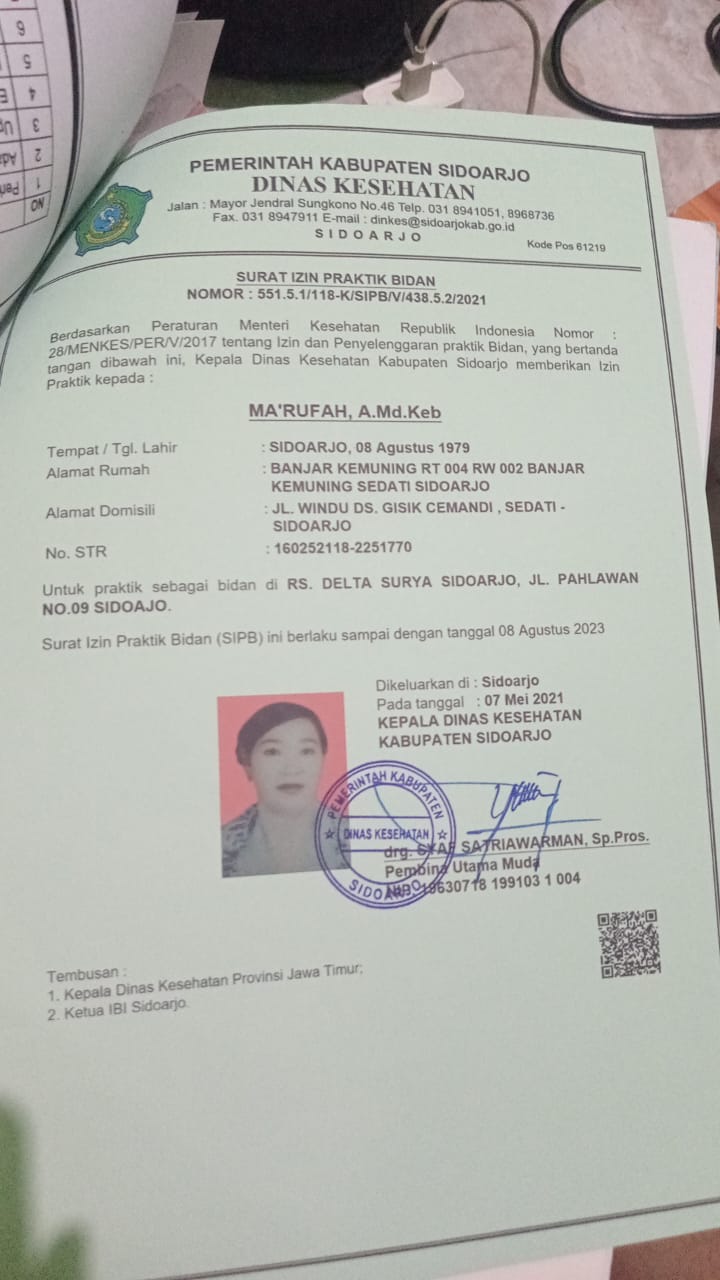 6
5
4
3
2
1
NO
PEMERINTAH KABUPATEN SIDOARJO
DINAS KESEHATAN
Jalan : Mayor Jendral Sungkono No.46 Telp. 031 8941051, 8968736
Fax. 031 8947911 E-mail : dinkes@sidoarjokab.go.id
S I D O A R J O
Kode Pos 61219
SURAT IZIN PRAKTIK BIDAN
NOMOR : 551.5.1/118-K/SIPB/V/438.5.2/2021
Berdasarkan Peraturan Menteri Kesehatan Republik Indonesia Nomor :
28/MENKES/PER/V/2017 tentang Izin dan Penyelenggaran praktik Bidan, yang bertanda
tangan dibawah ini, Kepala Dinas Kesehatan Kabupaten Sidoarjo memberikan Izin
Praktik kepada :
MA'RUFAH, A.Md.Keb
Tempat / Tgl. Lahir : SIDOARJO, 08 Agustus 1979
Alamat Rumah : BANJAR KEMUNING RT 004 RW 002 BANJAR
KEMUNING SEDATI SIDOARJO
Alamat Domisili : JL. WINDU DS. GISIK CEMANDI , SEDATI -
SIDOARJO
No. STR : 160252118-2251770
Untuk praktik sebagai bidan di RS. DELTA SURYA SIDOARJO, JL. PAHLAWAN
NO.09 SIDOAJO.
Surat Izin Praktik Bidan (SIPB) ini berlaku sampai dengan tanggal 08 Agustus 2023
Dikeluarkan di : Sidoarjo
Pada tanggal : 07 Mei 2021
KEPALA DINAS KESEHATAN
KABUPATEN SIDOARJO
PEMERINTAH KABUPATEN
DINAS KESEHATAN
SIDOARJO
drg. SYAF SATRIAWARMAN, Sp.Pros.
Pembina Utama Muda
NIP. 19630718 199103 1 004
Tembusan :
1. Kepala Dinas Kesehatan Provinsi Jawa Timur;
2. Ketua IBI Sidoarjo.